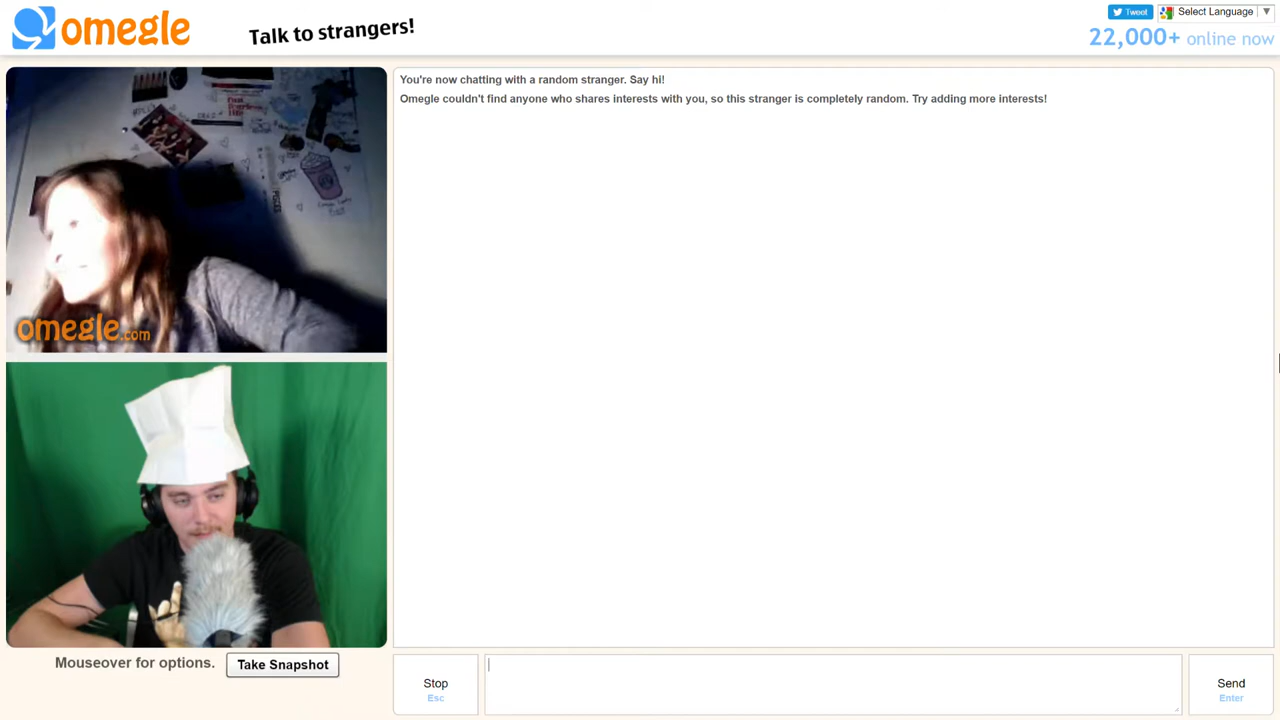 omegle
Talk to strangers!
Tweet
Select Language
22,000+ online now
You're now chatting with a random stranger. Say hi!
Omegle couldn't find anyone who shares interests with you, so this stranger is completely random. Try adding more interests!
omegle.com
Mouseover for options.
Take Snapshot
Stop
Esc
Send
Enter